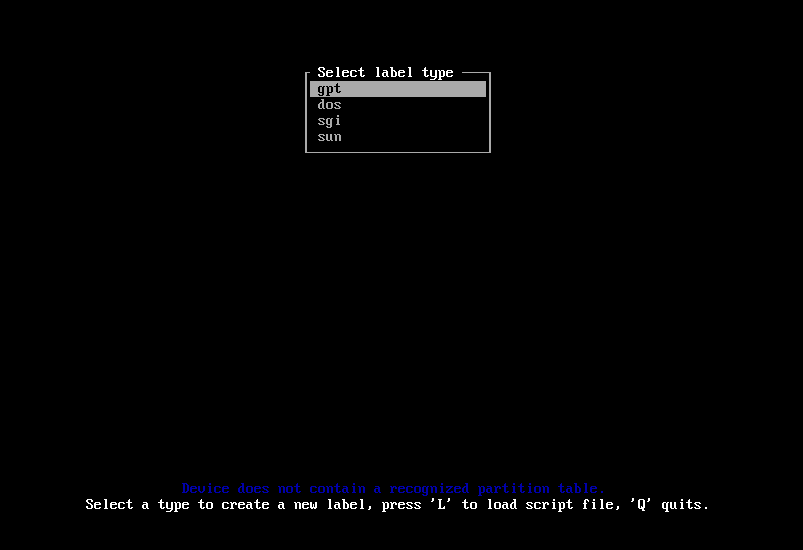 Select label type
gpt
dos
sgi
sun
Device does not contain a recognized partition table.
Select a type to create a new label, press 'L' to load script file, 'Q' quits.